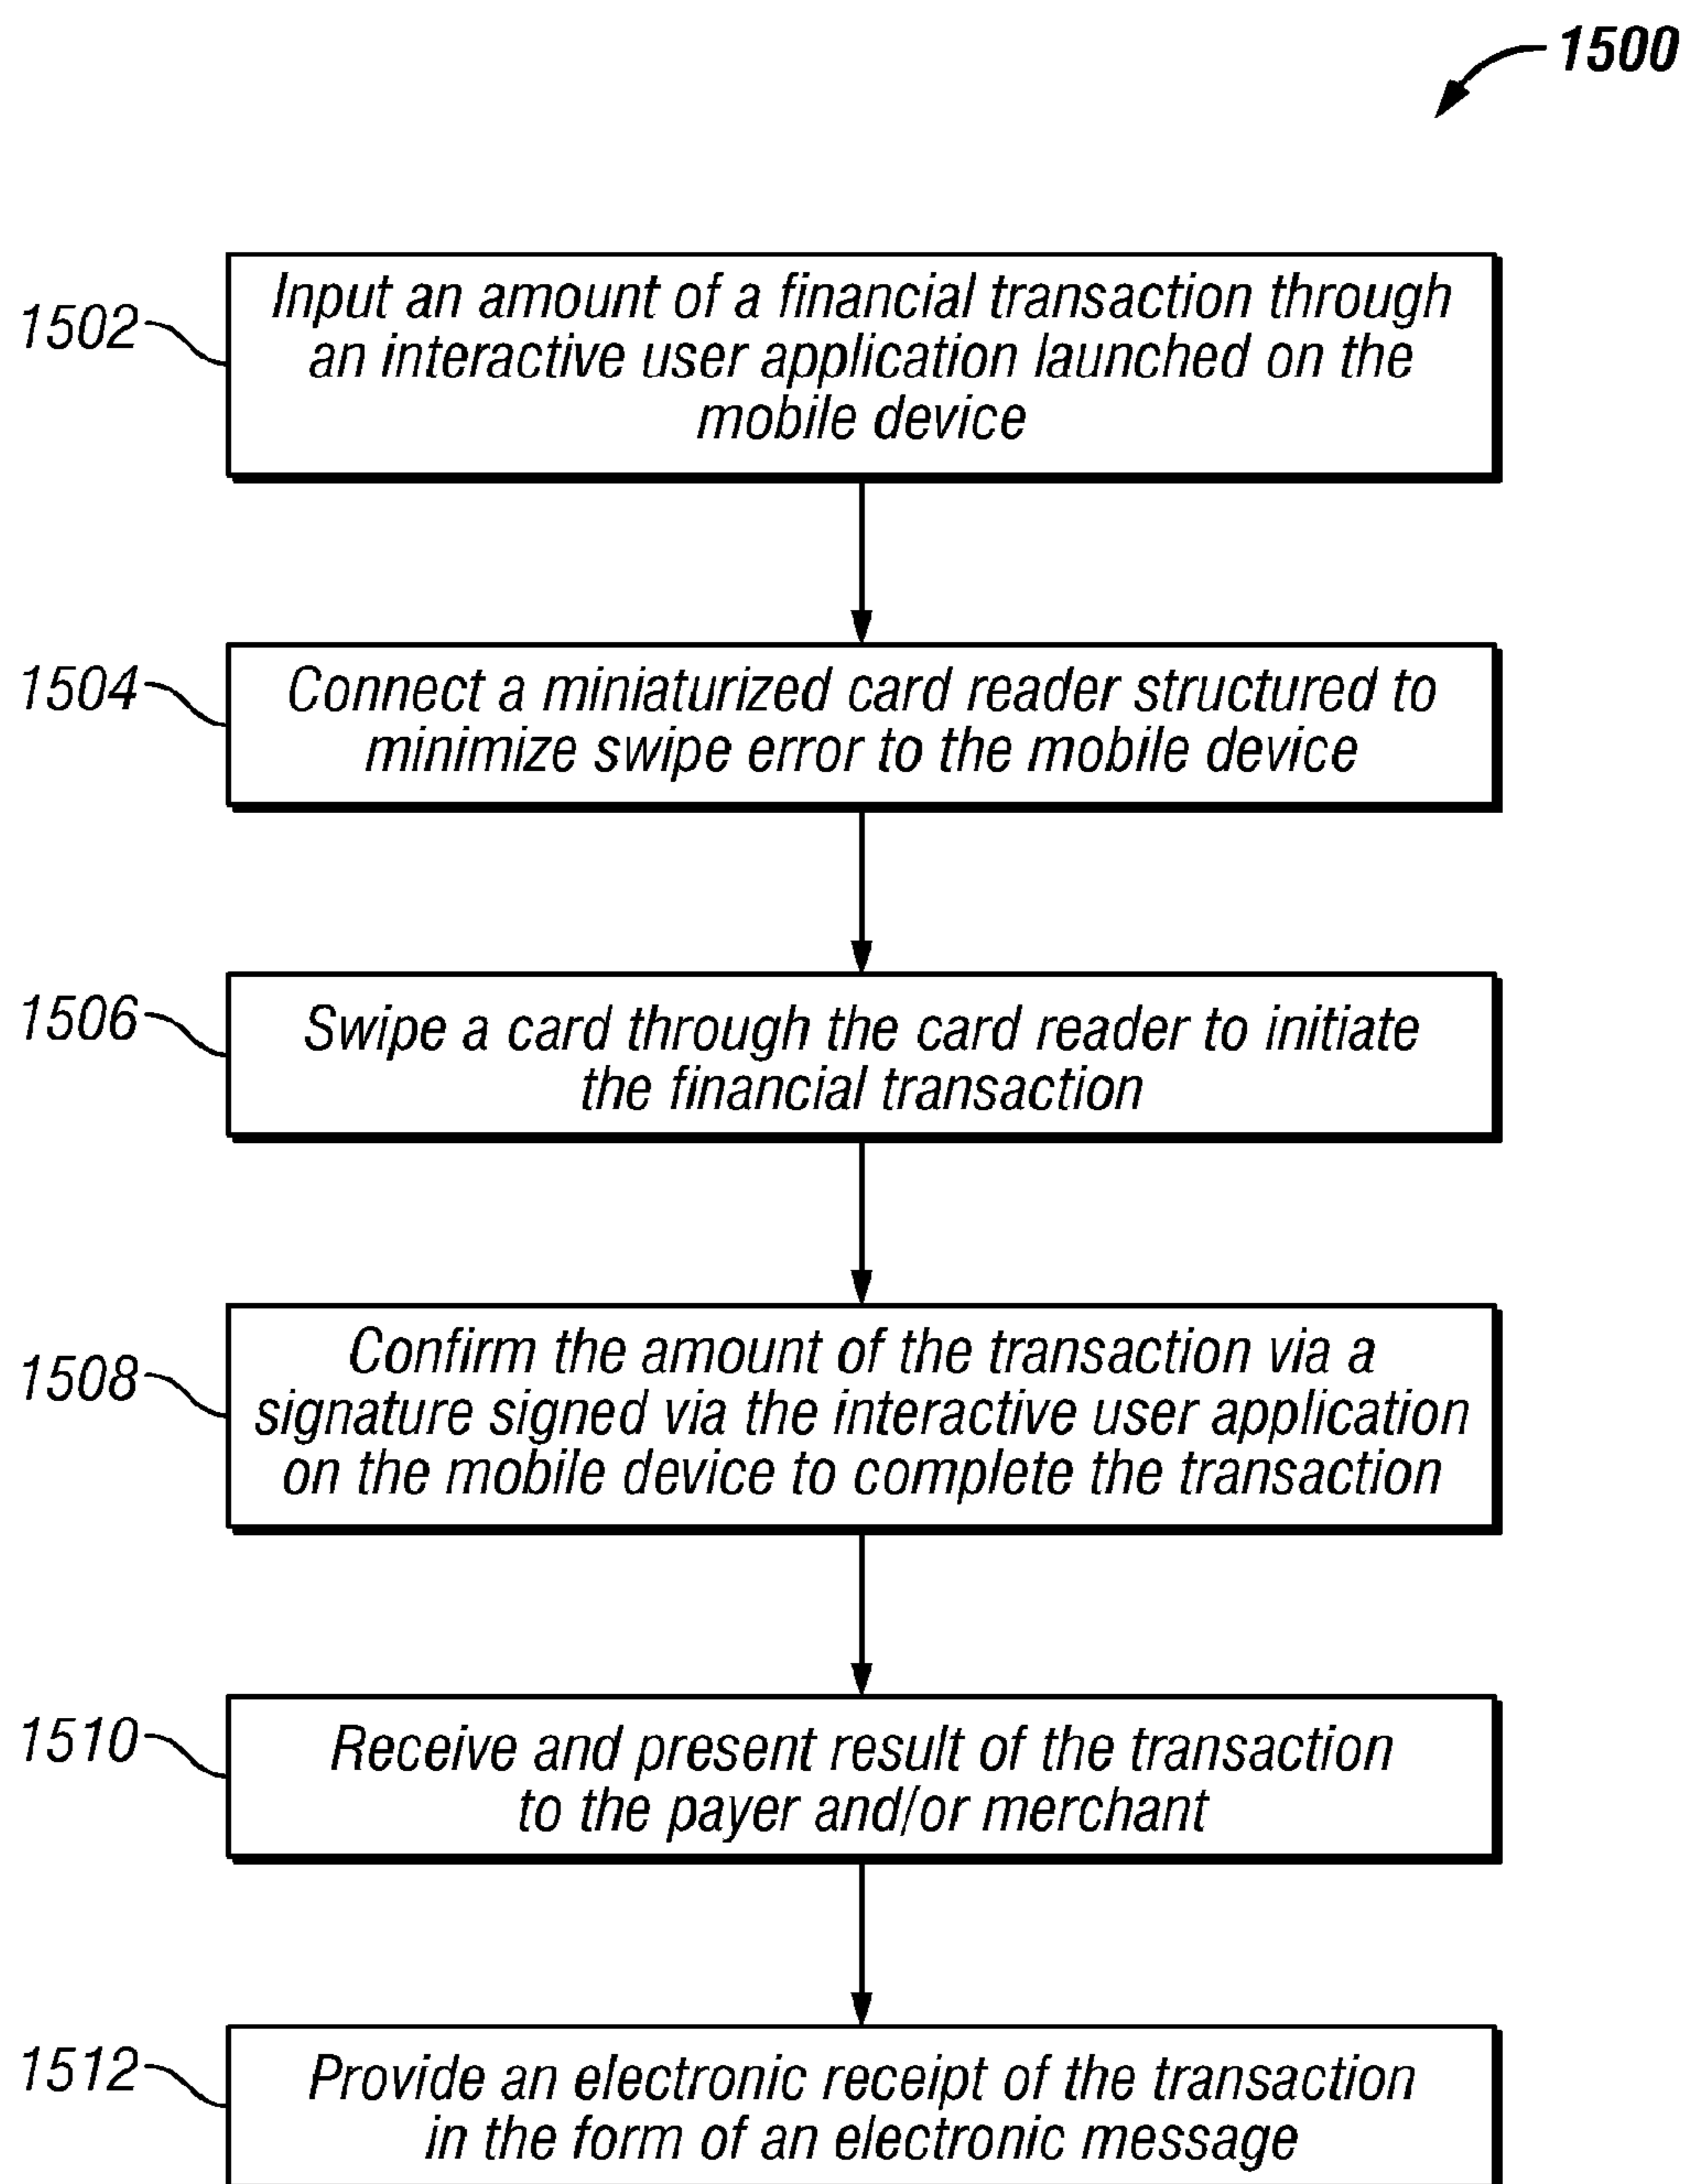 1500
1502
Input an amount of a financial transaction through
an interactive user application launched on the
mobile device
1504
Connect a miniaturized card reader structured to
minimize swipe error to the mobile device
1506
Swipe a card through the card reader to initiate
the financial transaction
1508
Confirm the amount of the transaction via a
signature signed via the interactive user application
on the mobile device to complete the transaction
1510
Receive and present result of the transaction
to the payer and/or merchant
1512
Provide an electronic receipt of the transaction
in the form of an electronic message